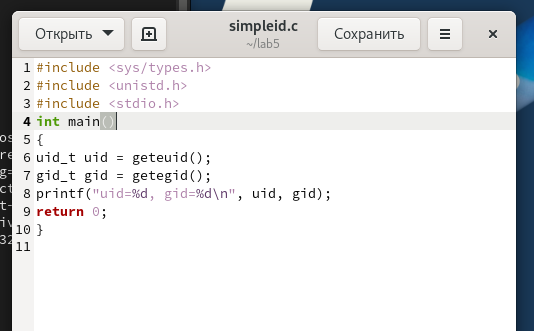 Открыть
simpleid.c
~/lab5
Сохранить
1 #include <sys/types.h>
2 #include <unistd.h>
3 #include <stdio.h>
4 int main()
5 {
6 uid_t uid = geteuid();
7 gid_t gid = getegid();
8 printf("uid=%d, gid=%d\n", uid, gid);
9 return 0;
10 }
11